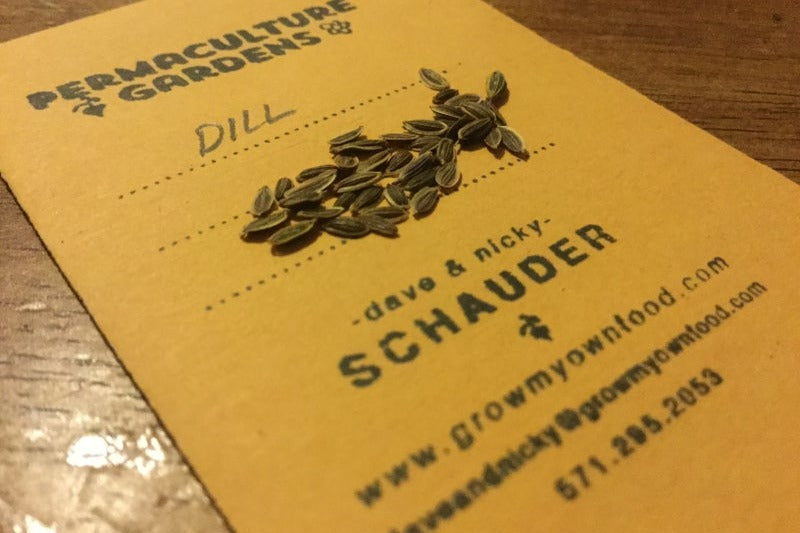 PERMACULTURE
GARDENS
DILL
-dave & nicky-
SCHAUDER
www.growmyownfood.com
daveandnicky@growmyownfood.com
571.295.2053